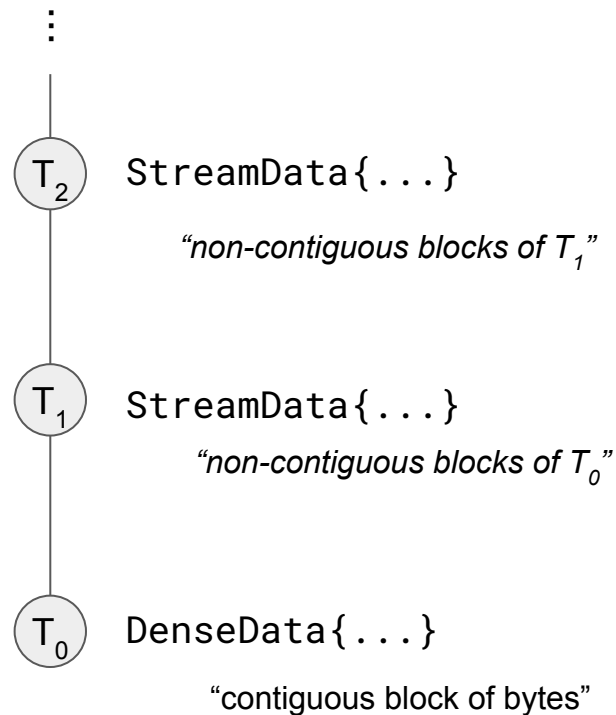 ⋮
T₂ StreamData{...}
“non-contiguous blocks of T₁”
T₁ StreamData{...}
“non-contiguous blocks of T₀”
T₀ DenseData{...}
“contiguous block of bytes”